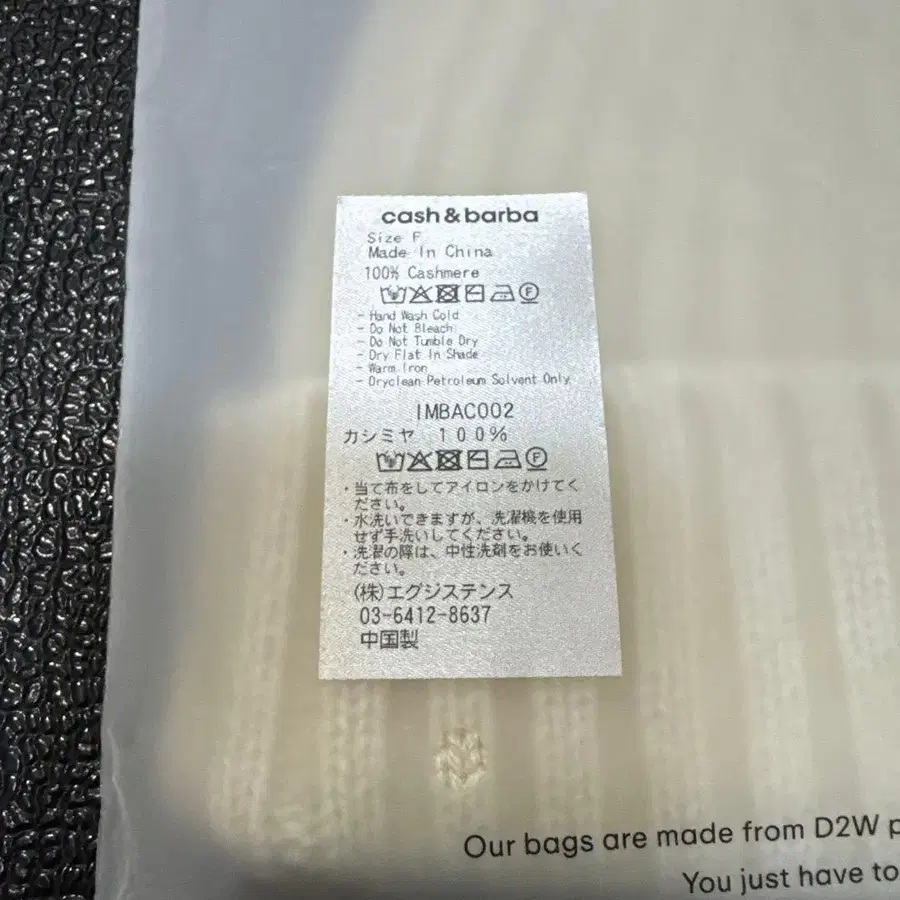 cash&barba
Size F
Made In China
100% Cashmere
- Hand Wash Cold
- Do Not Bleach
- Do Not Tumble Dry
- Dry Flat In Shade
- Warm Iron
- Dryclean Petroleum Solvent Only
IMBAC002
カシミヤ 100%
・当て布をしてアイロンをかけてく
ださい。
・水洗いできますが、洗濯機を使用
せず手洗いしてください。
・洗濯の際は、中性洗剤をお使いく
ださい。
(株)エグジステンス
03-6412-8637
中国製
Our bags are made from D2W p
You just have to